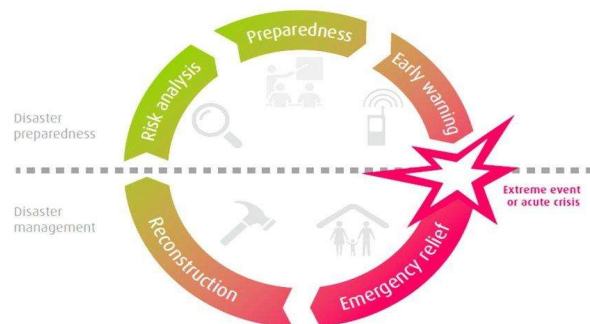 Preparedness
Risk analysis
Early warning
Disaster
preparedness
Extreme event
or acute crisis
Disaster
management
Reconstruction
Emergency relief